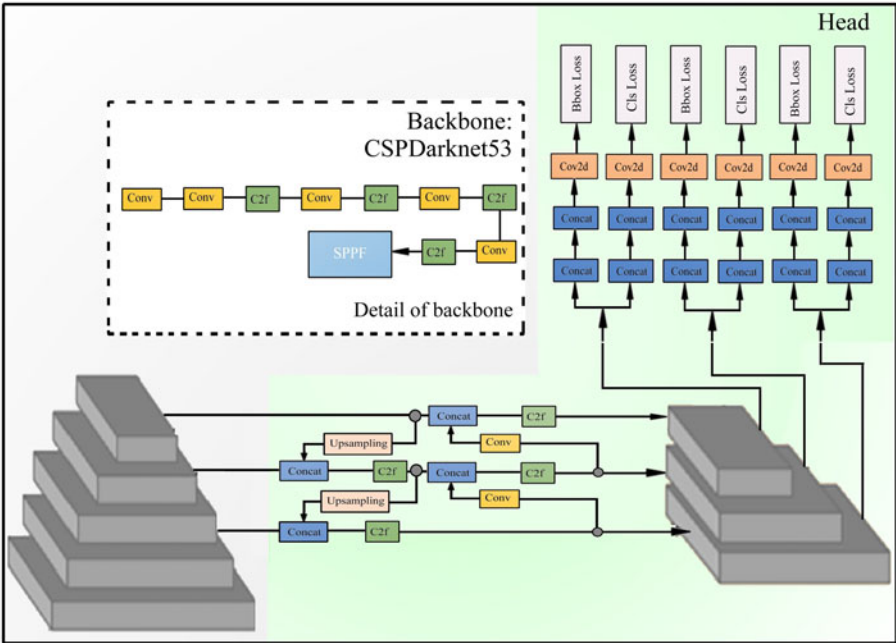 Head
Bbox Loss
Cls Loss
Bbox Loss
Cls Loss
Bbox Loss
Cls Loss
Cov2d
Cov2d
Cov2d
Cov2d
Cov2d
Cov2d
Concat
Concat
Concat
Concat
Concat
Concat
Concat
Concat
Concat
Concat
Concat
Concat
Backbone:
CSPDarknet53
Conv
Conv
C2f
Conv
C2f
Conv
C2f
SPPF
C2f
Conv
Detail of backbone
Concat
C2f
Upsampling
Conv
Concat
C2f
Concat
C2f
Upsampling
Conv
Concat
C2f